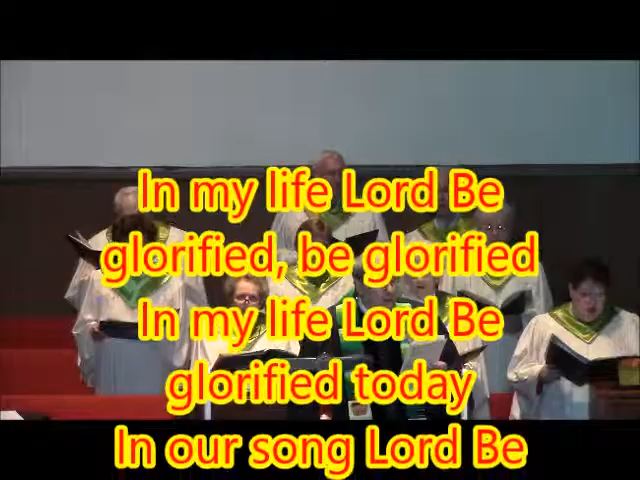 In my life Lord Be
glorified, be glorified
In my life Lord Be
glorified today
In our song Lord Be